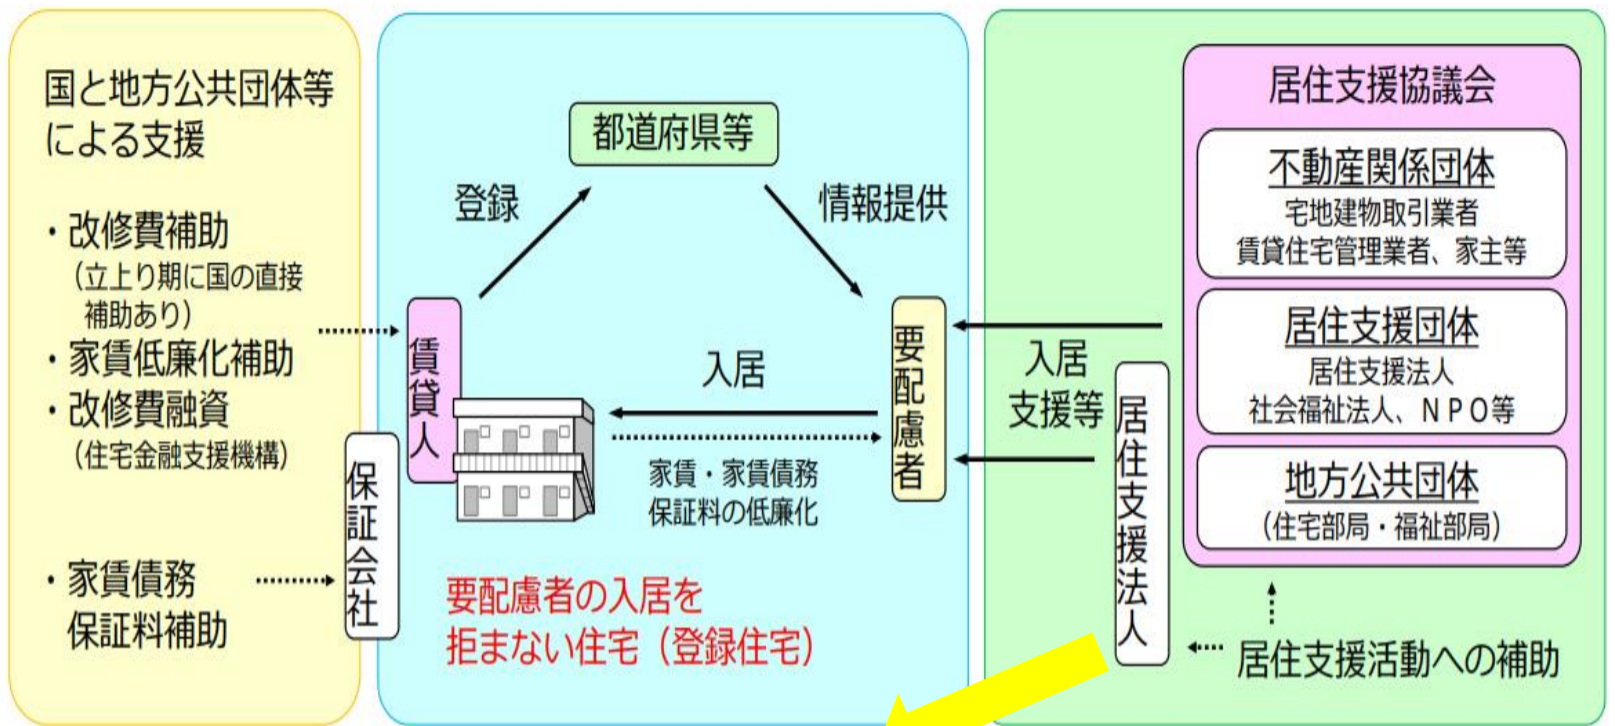 国と地方公共団体等
による支援
・改修費補助
（立上り期に国の直接
補助あり）
・家賃低廉化補助
・改修費融資
（住宅金融支援機構）
・家賃債務
保証料補助
保証会社
都道府県等
登録
情報提供
賃貸人
入居
家賃・家賃債務
保証料の低廉化
要配慮者
要配慮者の入居を
拒まない住宅（登録住宅）
入居
支援等
居住支援法人
居住支援協議会
不動産関係団体
宅地建物取引業者
賃貸住宅管理業者、家主等
居住支援団体
居住支援法人
社会福祉法人、ＮＰＯ等
地方公共団体
（住宅部局・福祉部局）
居住支援活動への補助